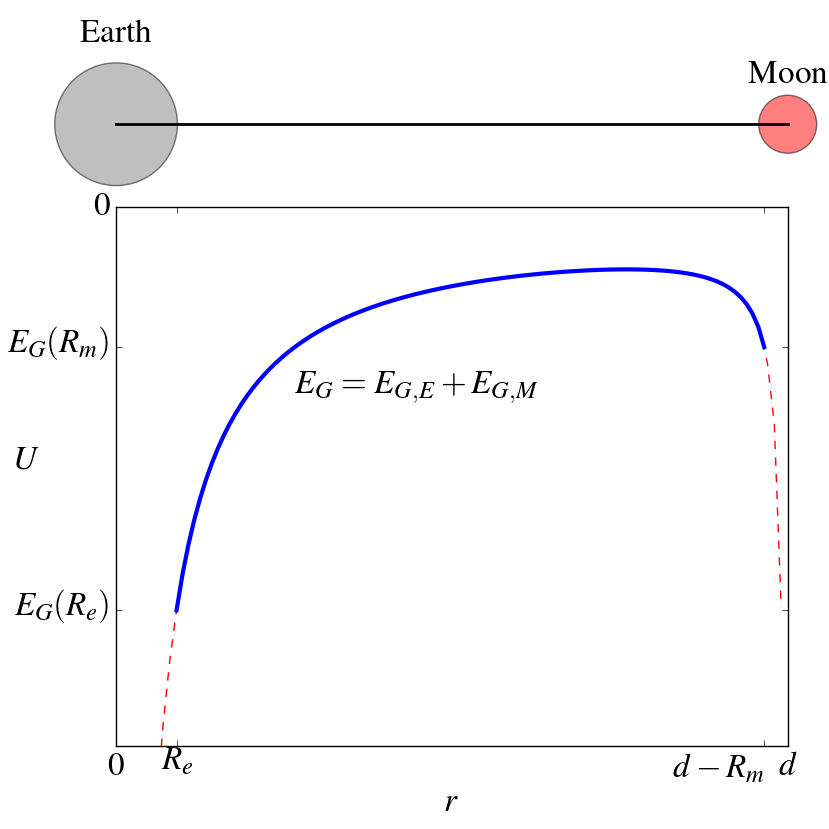 Earth
Moon
0
E_G(R_m)
E_G = E_{G,E} + E_{G,M}
U
E_G(R_e)
0 R_e d − R_m d
r